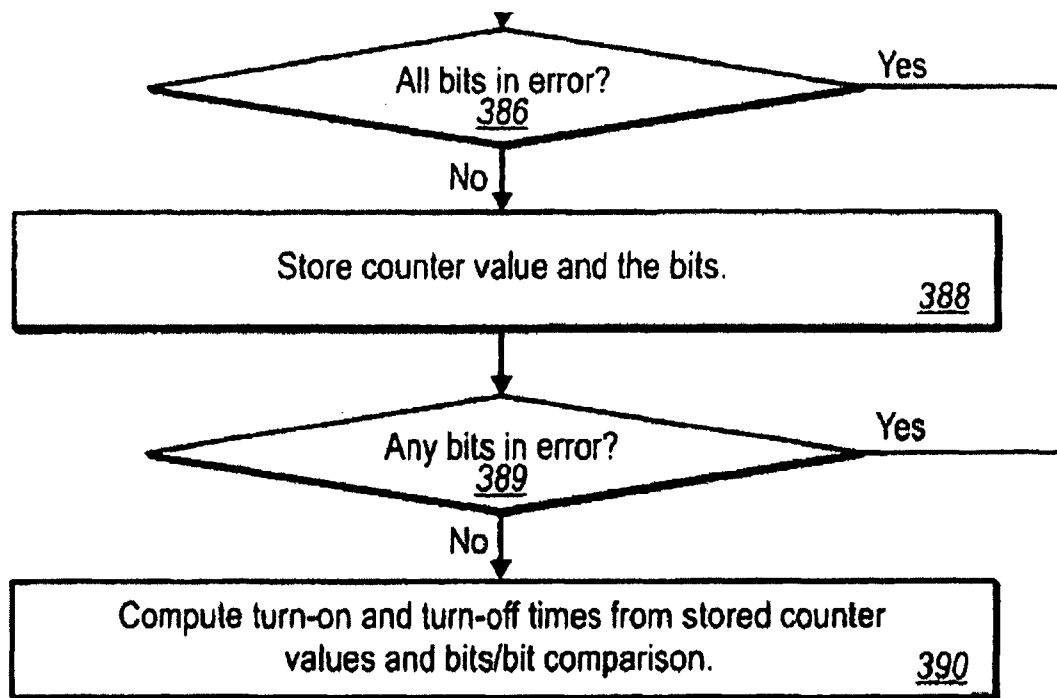 All bits in error?
386
Yes
No
Store counter value and the bits.
388
Any bits in error?
389
Yes
No
Compute turn-on and turn-off times from stored counter
values and bits/bit comparison.
390